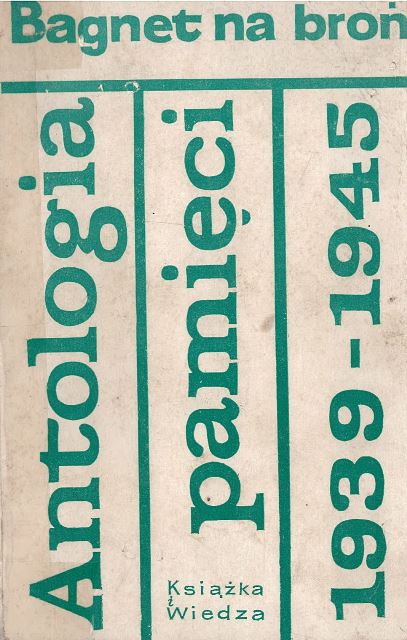 Bagnet na broń
Antologia
pamięci
1939-1945
Książka
i
Wiedza